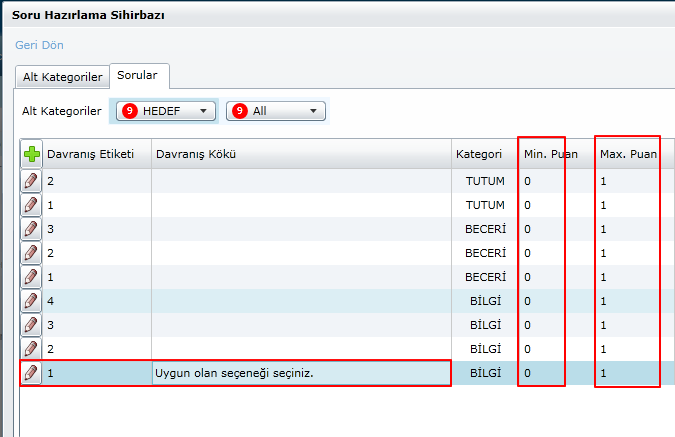 Soru Hazırlama Sihirbazı
Geri Dön
Alt Kategoriler Sorular
Alt Kategoriler 9 HEDEF 9 All
Davranış Etiketi Davranış Kökü Kategori Min. Puan Max. Puan
2 TUTUM 0 1
1 TUTUM 0 1
3 BECERİ 0 1
2 BECERİ 0 1
1 BECERİ 0 1
4 BİLGİ 0 1
3 BİLGİ 0 1
2 BİLGİ 0 1
1 Uygun olan seçeneği seçiniz. BİLGİ 0 1